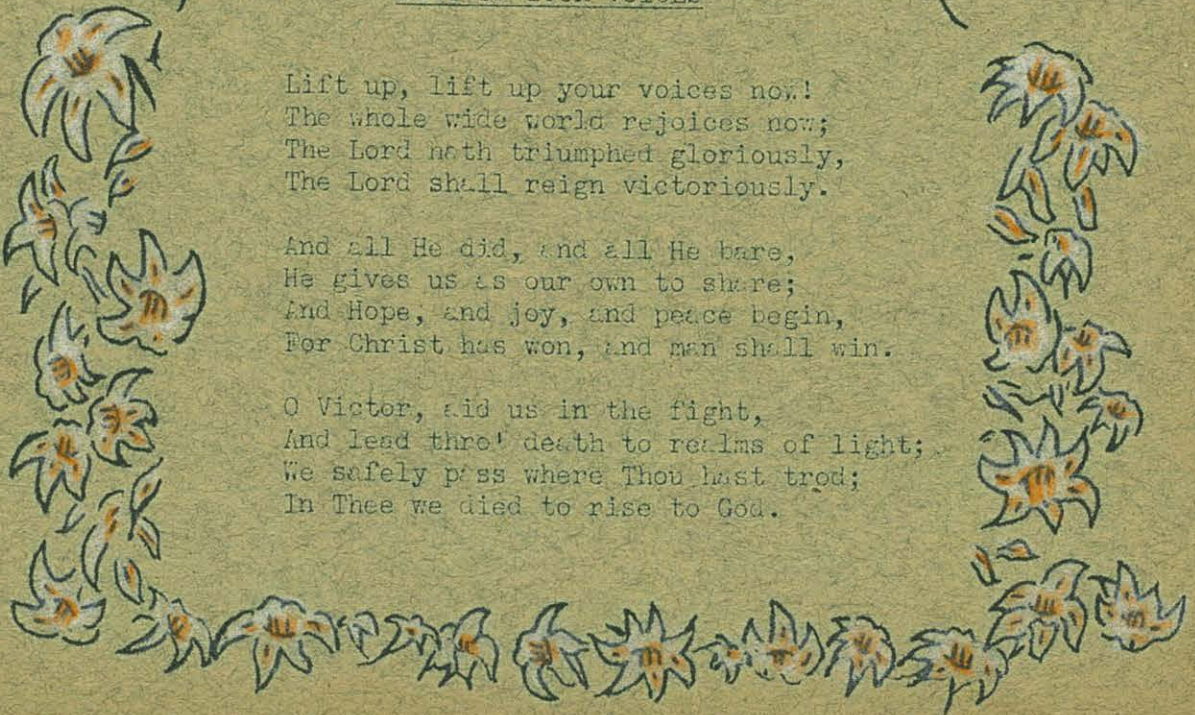 YOUR VOICES
Lift up, lift up your voices now!
The whole wide world rejoices now;
The Lord hath triumphed gloriously,
The Lord shall reign victoriously.
And all He did, and all He bare,
He gives us as our own to share;
And Hope, and joy, and peace begin,
For Christ has won, and man shall win.
O Victor, aid us in the fight,
And lead thro' death to realms of light;
We safely pass where Thou hast trod;
In Thee we died to rise to God.